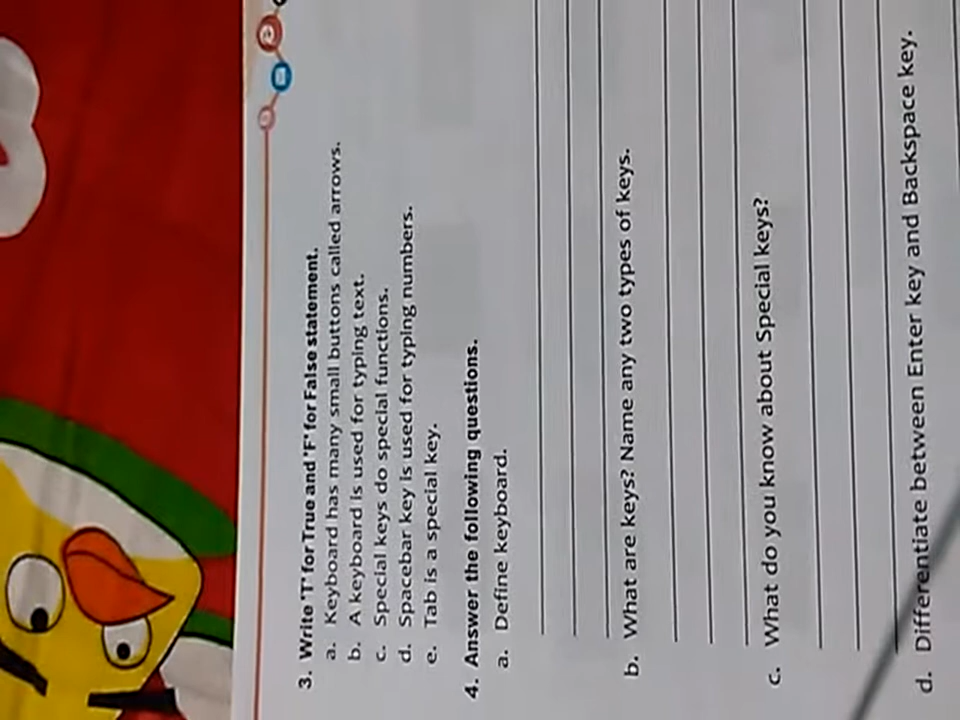 3. Write 'T' for True and 'F' for False statement.
a. Keyboard has many small buttons called arrows.
b. A keyboard is used for typing text.
c. Special keys do special functions.
d. Spacebar key is used for typing numbers.
e. Tab is a special key.
4. Answer the following questions.
a. Define keyboard.
b. What are keys? Name any two types of keys.
c. What do you know about Special keys?
d. Differentiate between Enter key and Backspace key.